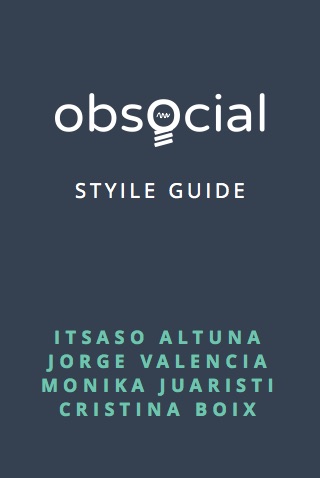 obsocial
STYILE GUIDE
ITSASO ALTUNA
JORGE VALENCIA
MONIKA JUARISTI
CRISTINA BOIX